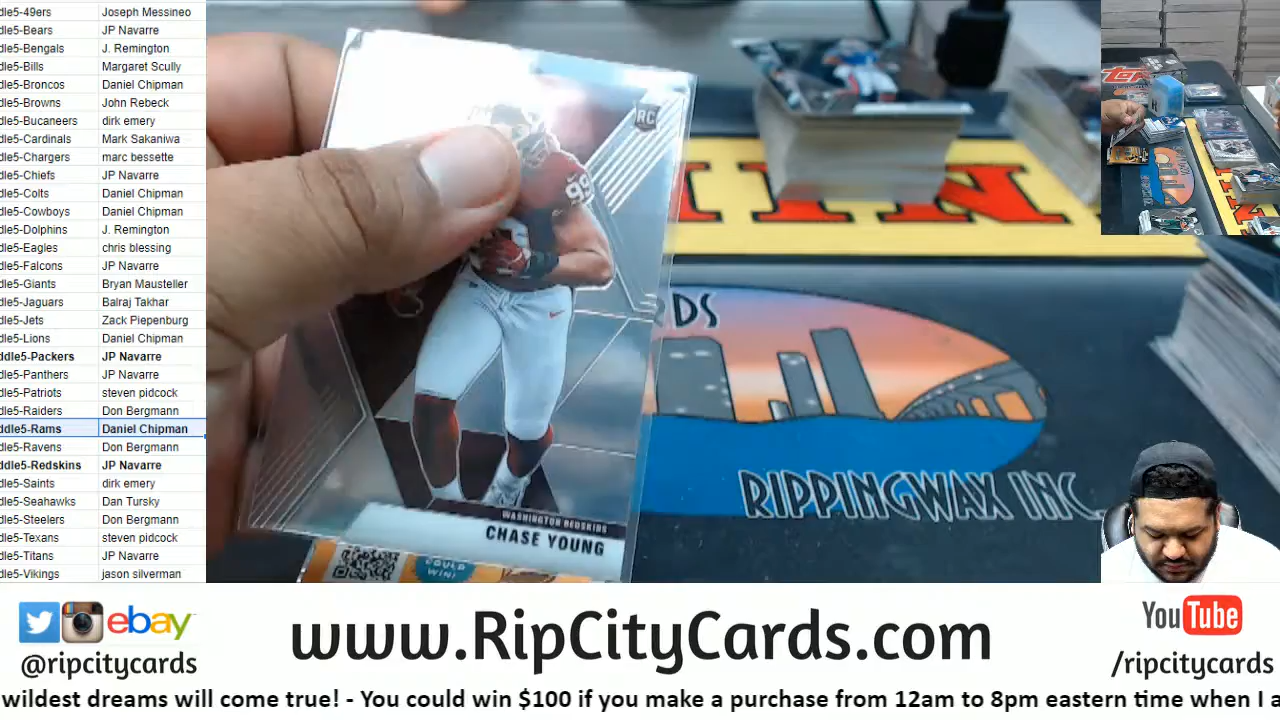 dle5-49ers Joseph Messineo
dle5-Bears JP Navarre
dle5-Bengals J. Remington
dle5-Bills Margaret Scully
dle5-Broncos Daniel Chipman
dle5-Browns John Rebeck
dle5-Bucaneers dirk emery
dle5-Cardinals Mark Sakaniwa
dle5-Chargers marc bessette
dle5-Chiefs JP Navarre
dle5-Colts Daniel Chipman
dle5-Cowboys Daniel Chipman
dle5-Dolphins J. Remington
dle5-Eagles chris blessing
dle5-Falcons JP Navarre
dle5-Giants Bryan Mausteller
dle5-Jaguars Balraj Takhar
dle5-Jets Zack Piepenburg
dle5-Lions Daniel Chipman
ddle5-Packers JP Navarre
dle5-Panthers JP Navarre
dle5-Patriots steven pidcock
dle5-Raiders Don Bergmann
ddle5-Rams Daniel Chipman
dle5-Ravens Don Bergmann
ddle5-Redskins JP Navarre
dle5-Saints dirk emery
dle5-Seahawks Dan Tursky
dle5-Steelers Don Bergmann
dle5-Texans steven pidcock
dle5-Titans JP Navarre
dle5-Vikings jason silverman
RC
99
WASHINGTON REDSKINS
CHASE YOUNG
COULD
WIN!
NIN
RDS
RIPPINGWAX INC.
ebay
@ripcitycards
www.RipCityCards.com
YouTube
/ripcitycards
wildest dreams will come true! - You could win $100 if you make a purchase from 12am to 8pm eastern time when I a